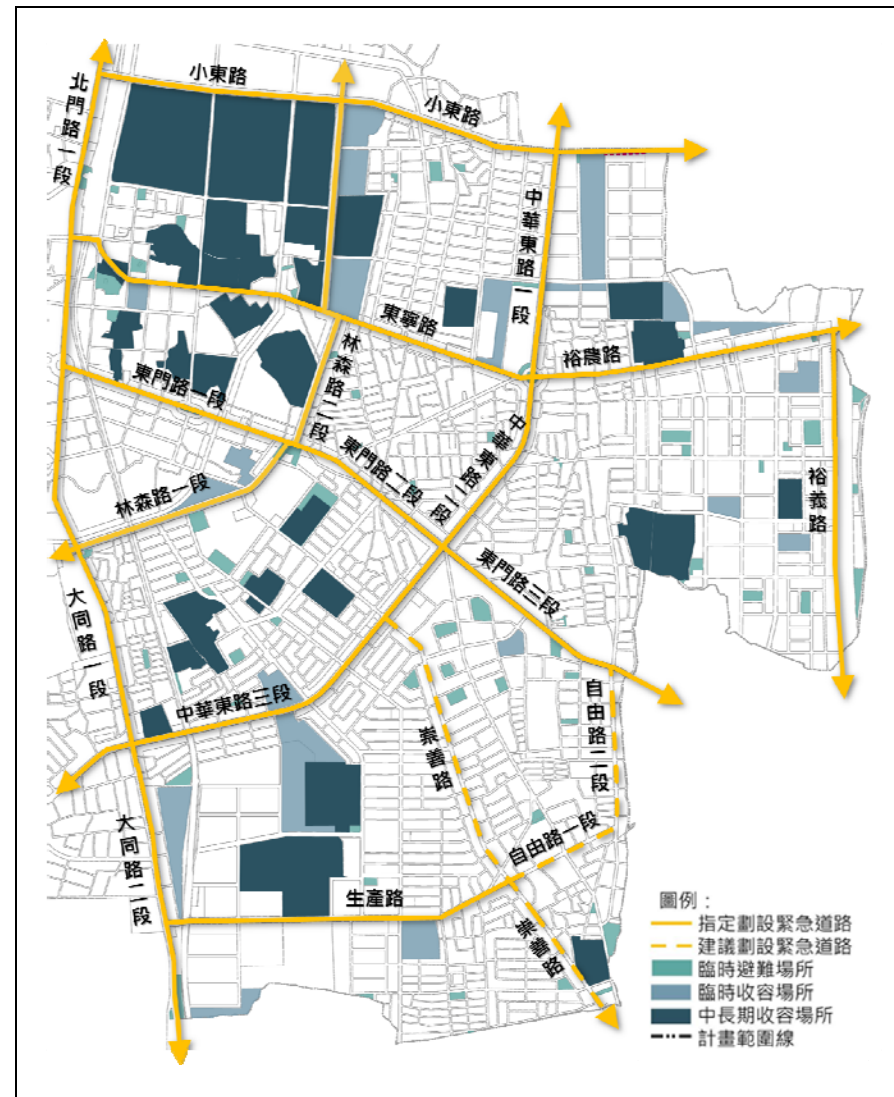 小東路
小東路
北門路一段
中華東路一段
東寧路
裕農路
林森路二段
東門路一段
中華東路二段
東門路二段
裕義路
林森路一段
東門路三段
大同路一段
自由路二段
中華東路三段
崇善路
大同路二段
自由路一段
生產路
崇善路
圖例：
指定劃設緊急道路
建議劃設緊急道路
臨時避難場所
臨時收容場所
中長期收容場所
計畫範圍線